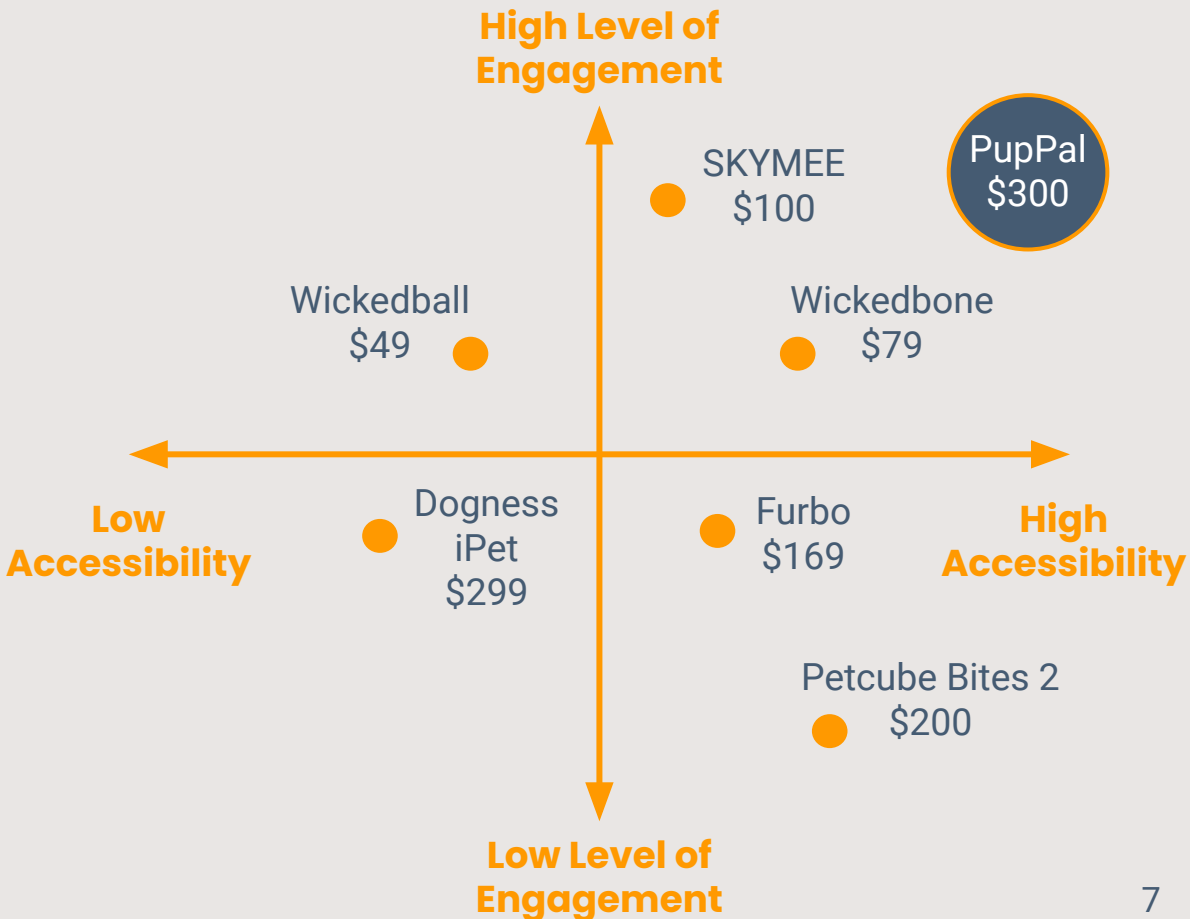 High Level of
Engagement
PupPal
$300
SKYMEE
$100
Wickedball
$49
Wickedbone
$79
Low
Accessibility
Dogness
iPet
$299
Furbo
$169
High
Accessibility
Petcube Bites 2
$200
Low Level of
Engagement
7